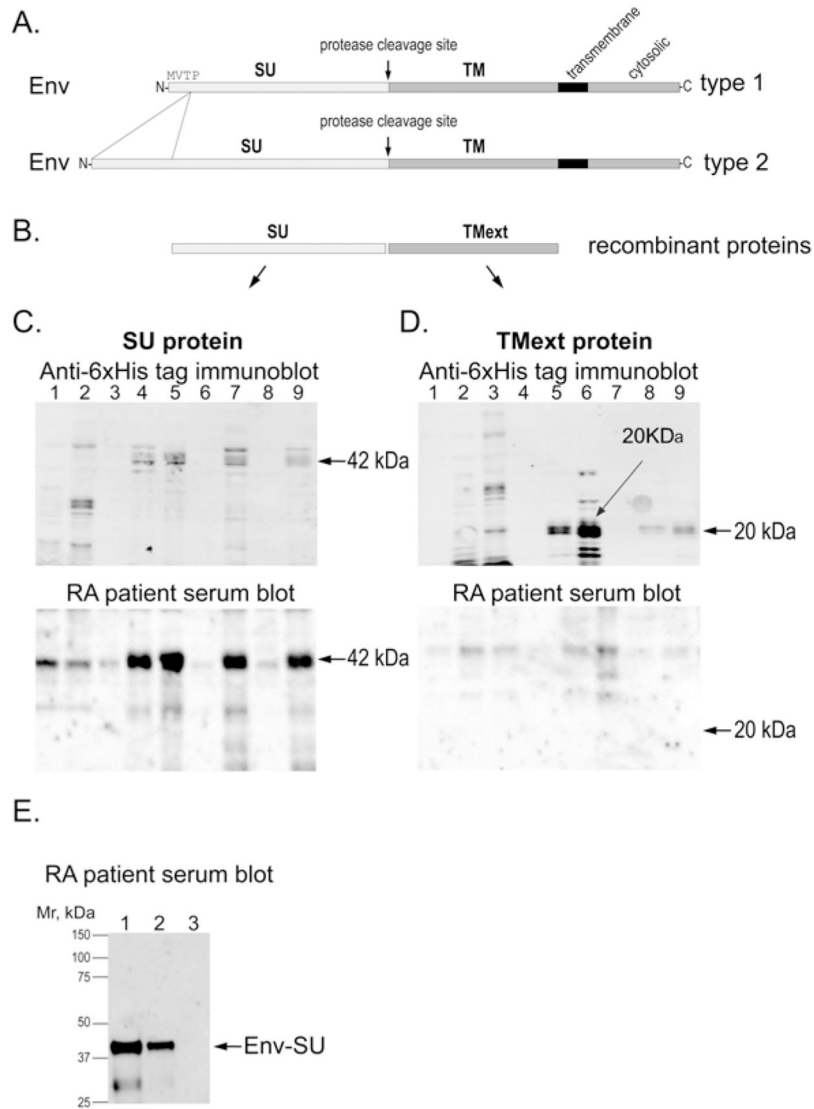 A.
protease cleavage site
transmembrane
cytosolic
MVTP
SU
TM
Env
N-
-C
type 1
protease cleavage site
SU
TM
Env
N-
-C
type 2
B.
SU
TMext
recombinant proteins
C.
SU protein
Anti-6xHis tag immunoblot
1 2 3 4 5 6 7 8 9
42 kDa
RA patient serum blot
42 kDa
D.
TMext protein
Anti-6xHis tag immunoblot
1 2 3 4 5 6 7 8 9
20KDa
20 kDa
RA patient serum blot
20 kDa
E.
RA patient serum blot
Mr, kDa
1 2 3
150
100
75
50
37
25
Env-SU